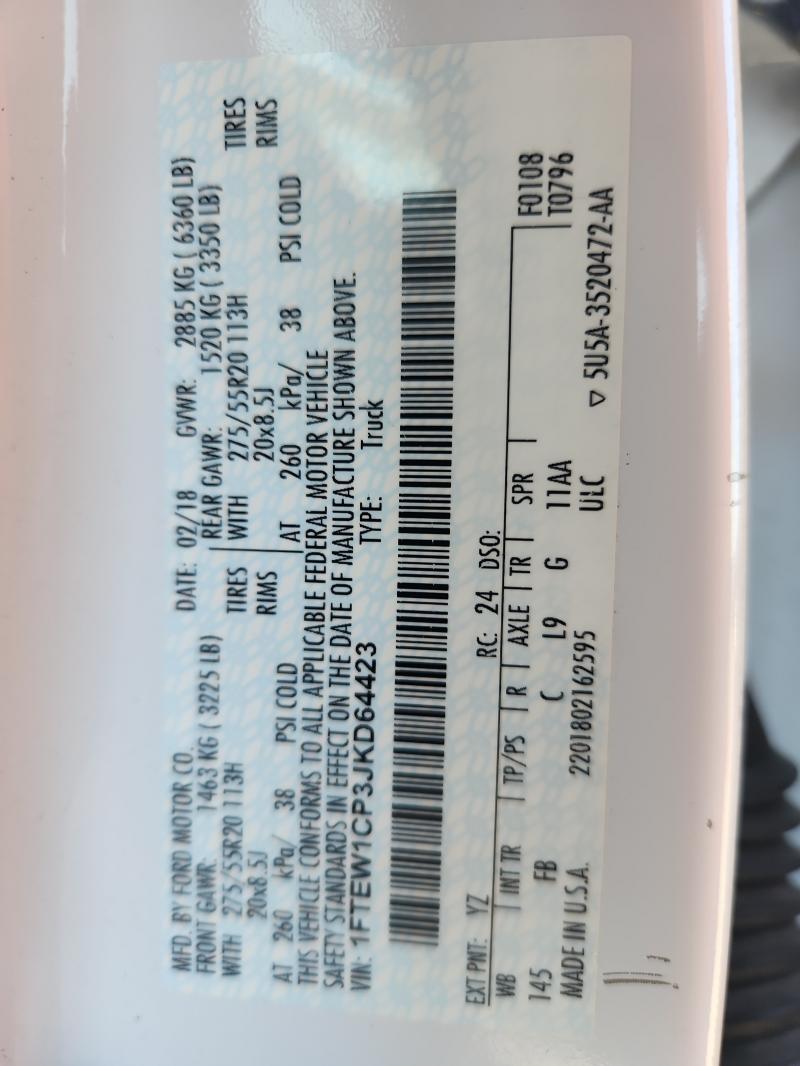 MFD. BY FORD MOTOR CO. DATE: 02/18 GVWR: 2885 KG ( 6360 LB)
FRONT GAWR: 1463 KG ( 3225 LB) REAR GAWR: 1520 KG ( 3350 LB)
WITH 275/55R20 113H TIRES WITH 275/55R20 113H TIRES
20x8.5J RIMS 20x8.5J RIMS
AT 260 kPa/ 38 PSI COLD AT 260 kPa/ 38 PSI COLD
THIS VEHICLE CONFORMS TO ALL APPLICABLE FEDERAL MOTOR VEHICLE
SAFETY STANDARDS IN EFFECT ON THE DATE OF MANUFACTURE SHOWN ABOVE.
VIN: 1FTEW1CP3JKD64423 TYPE: Truck
EXT PNT: YZ RC: 24 DSO:
WB INT TR TP/PS R AXLE TR SPR F0108
145 FB C L9 G 11AA T0796
MADE IN U.S.A. 2201802162595 ULC ▽ 5U5A-3520472-AA